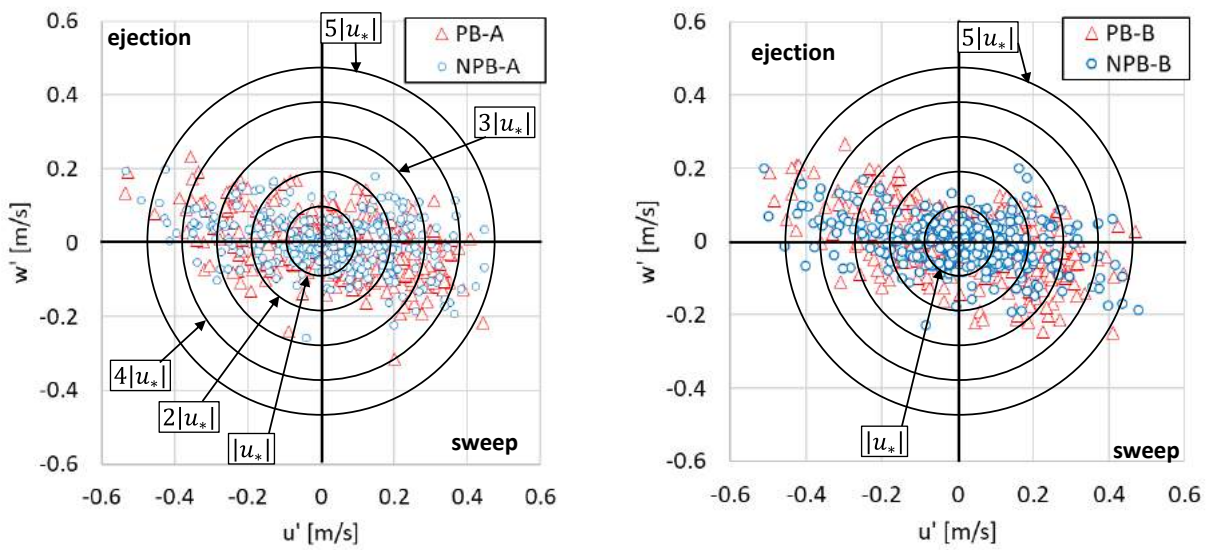 0.6
0.4
0.2
0
-0.2
-0.4
-0.6
w' [m/s]
-0.6
-0.4
-0.2
0
0.2
0.4
0.6
u' [m/s]
ejection
5|u*|
PB-A
NPB-A
3|u*|
4|u*|
2|u*|
|u*|
sweep
0.6
0.4
0.2
0
-0.2
-0.4
-0.6
w' [m/s]
-0.6
-0.4
-0.2
0
0.2
0.4
0.6
u' [m/s]
ejection
5|u*|
PB-B
NPB-B
|u*|
sweep